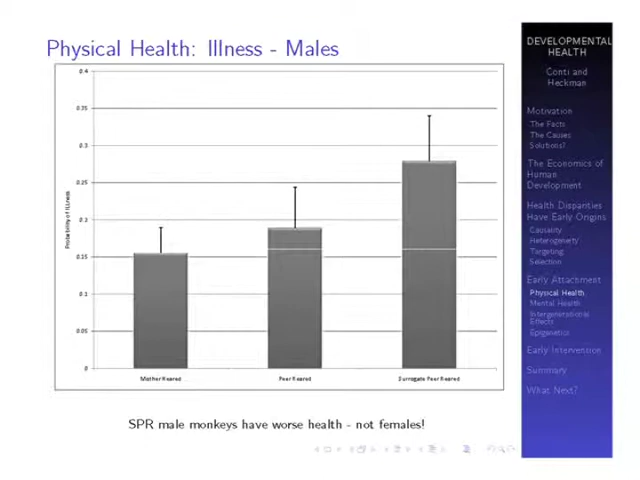 Physical Health: Illness - Males
0.4
0.35
0.3
0.25
0.2
0.15
0.1
0.05
0
Probability of Illness
Mother Reared
Peer Reared
Surrogate Peer Reared
SPR male monkeys have worse health - not females!
DEVELOPMENTAL
HEALTH
Conti and
Heckman
Motivation
The Facts
The Causes
Solutions?
The Economics of
Human
Development
Health Disparities
Have Early Origins
Causality
Heterogeneity
Targeting
Selection
Early Attachment
Physical Health
Mental Health
Intergenerational
Effects
Epigenetics
Early Intervention
Summary
What Next?